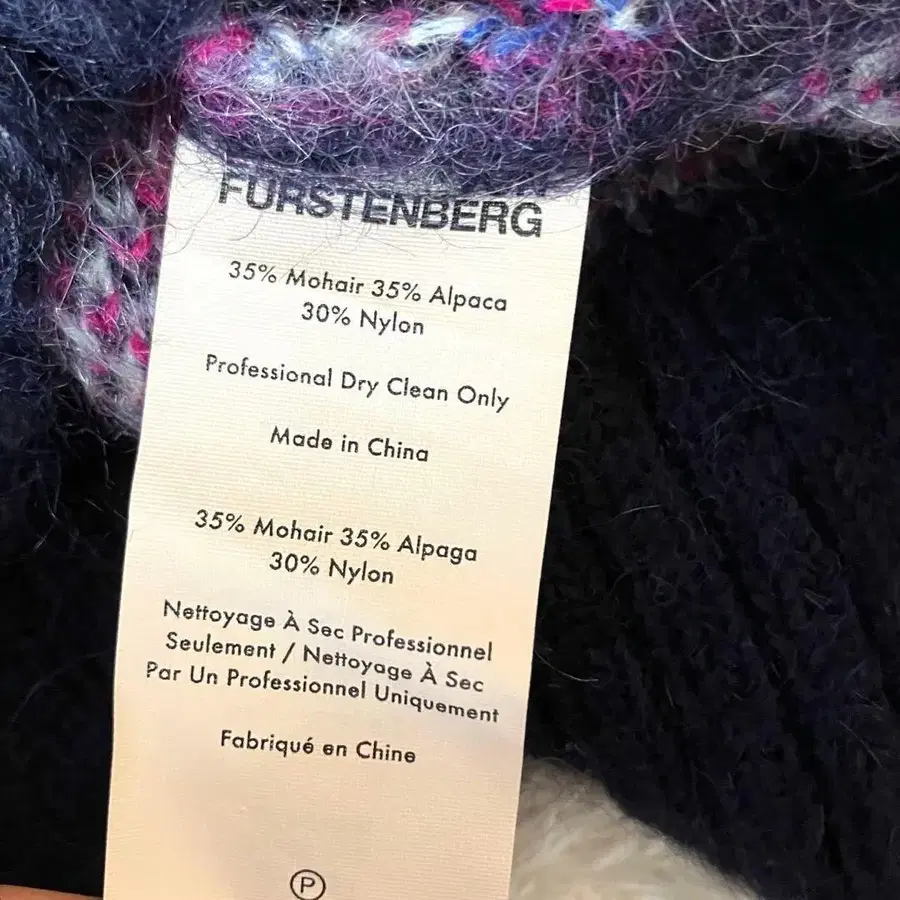 FURSTENBERG
35% Mohair 35% Alpaca
30% Nylon
Professional Dry Clean Only
Made in China
35% Mohair 35% Alpaga
30% Nylon
Nettoyage À Sec Professionnel
Seulement / Nettoyage À Sec
Par Un Professionnel Uniquement
Fabriqué en Chine
P